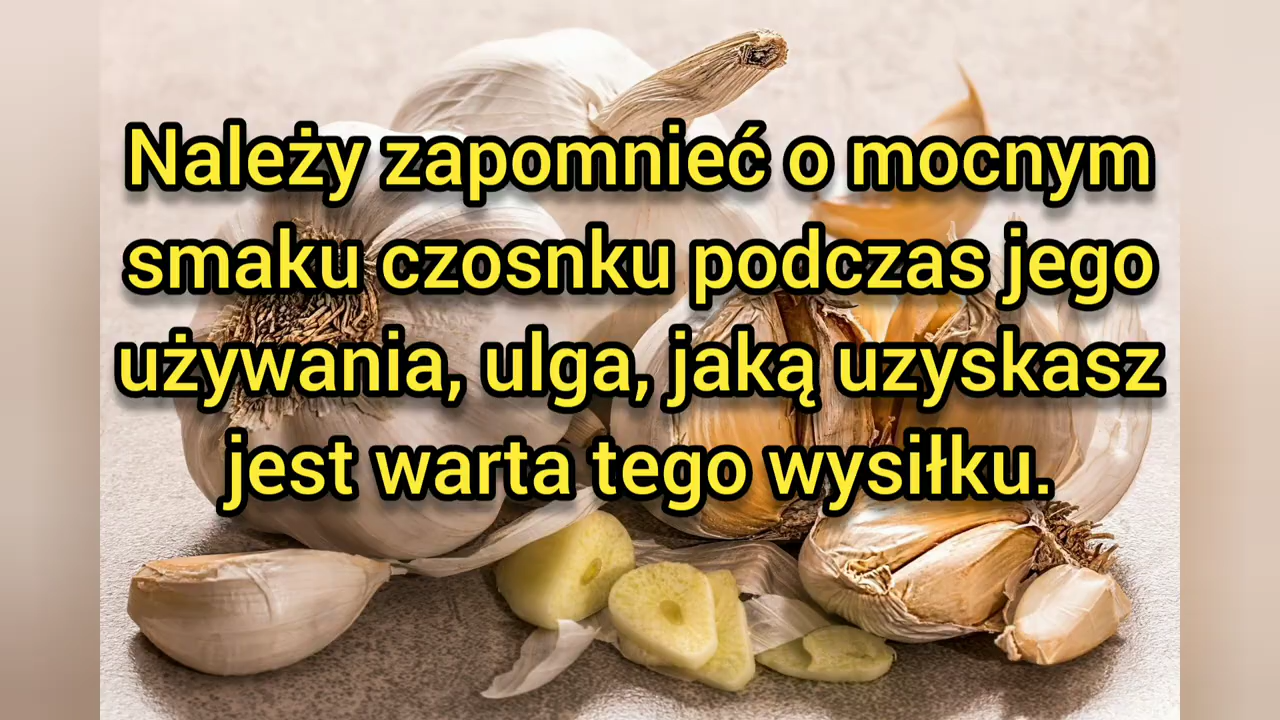 Należy zapomnieć o mocnym
smaku czosnku podczas jego
używania, ulga, jaką uzyskasz
jest warta tego wysiłku.